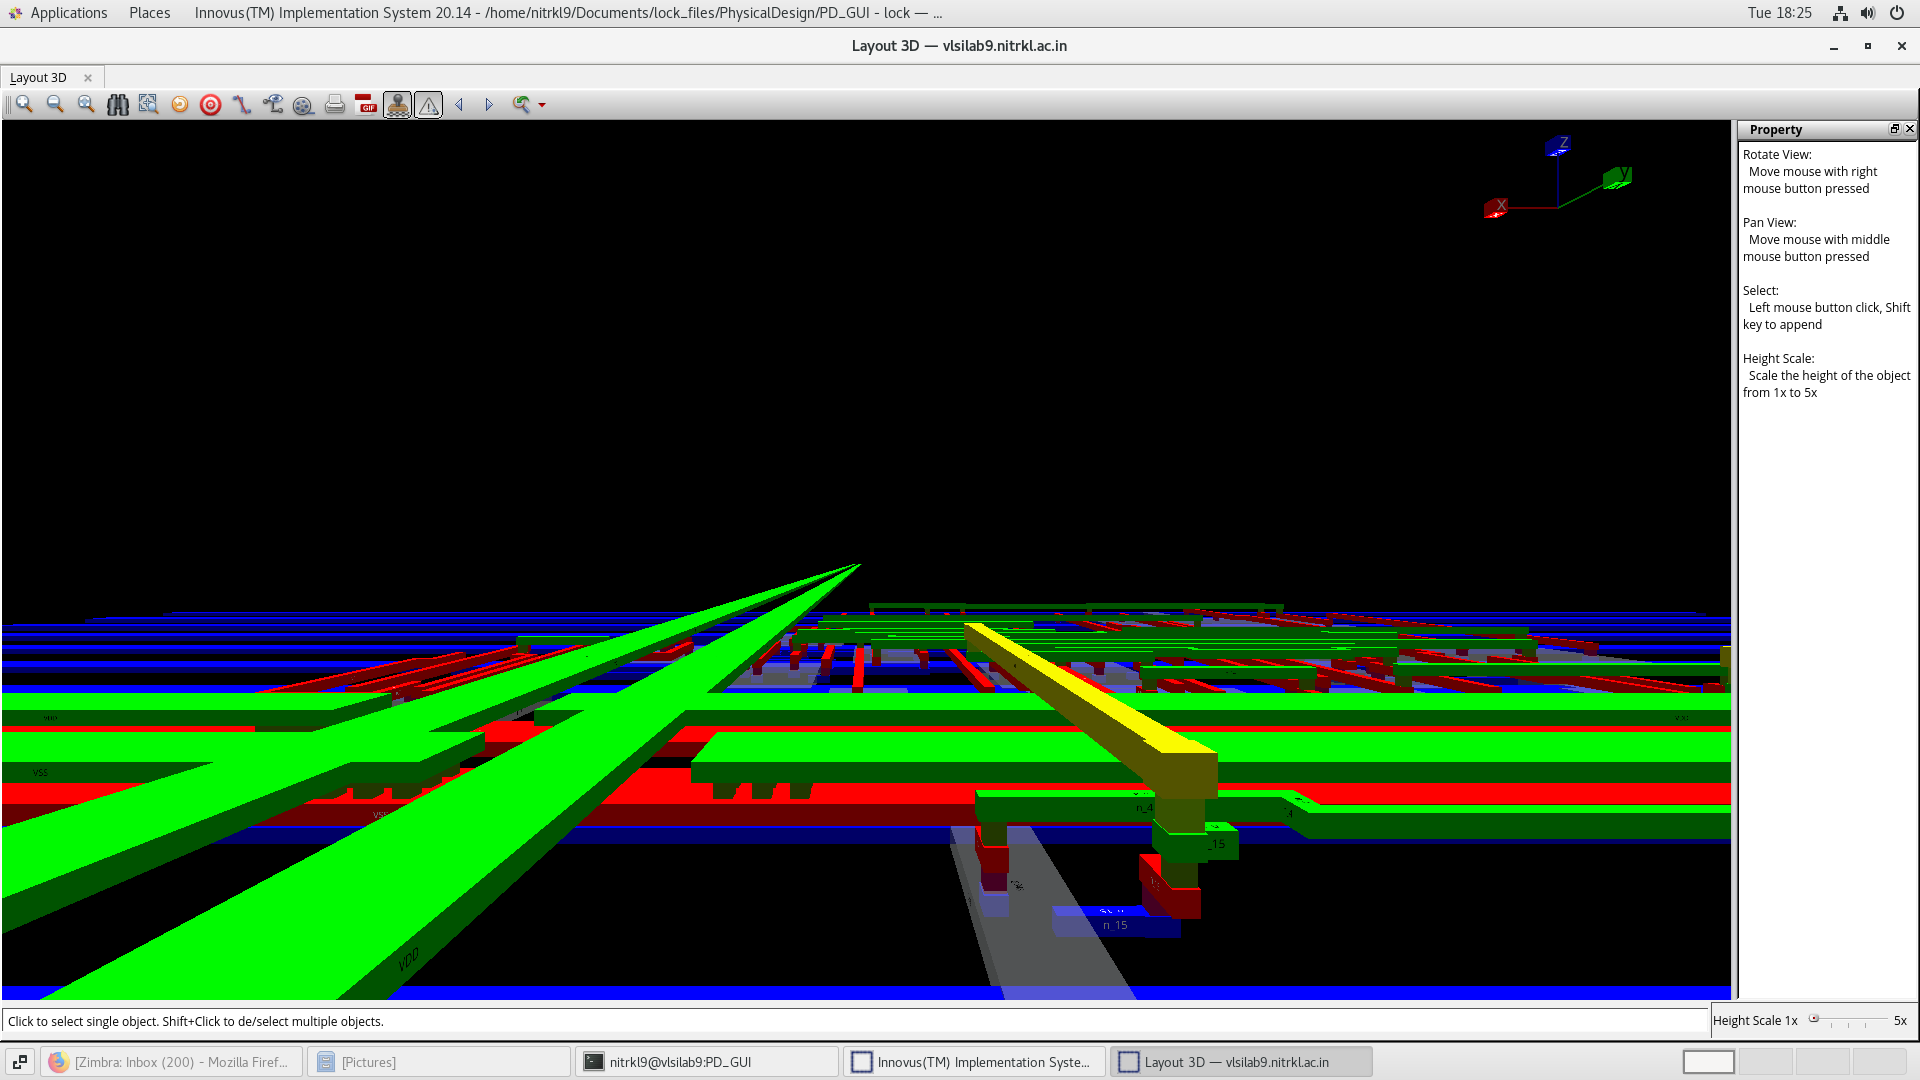 Applications Places Innovus(TM) Implementation System 20.14 - /home/nitrkl9/Documents/lock_files/PhysicalDesign/PD_GUI - lock — ... Tue 18:25
Layout 3D — vlsilab9.nitrkl.ac.in
Layout 3D
GIF
Property
Rotate View:
Move mouse with right
mouse button pressed
Pan View:
Move mouse with middle
mouse button pressed
Select:
Left mouse button click, Shift
key to append
Height Scale:
Scale the height of the object
from 1x to 5x
Z
y
X
VDD
VSS
n_4
_15
n_15
VDD
Click to select single object. Shift+Click to de/select multiple objects.
Height Scale 1x 5x
[Zimbra: Inbox (200) - Mozilla Firef...
[Pictures]
nitrkl9@vlsilab9:PD_GUI
Innovus(TM) Implementation Syste...
Layout 3D — vlsilab9.nitrkl.ac.in